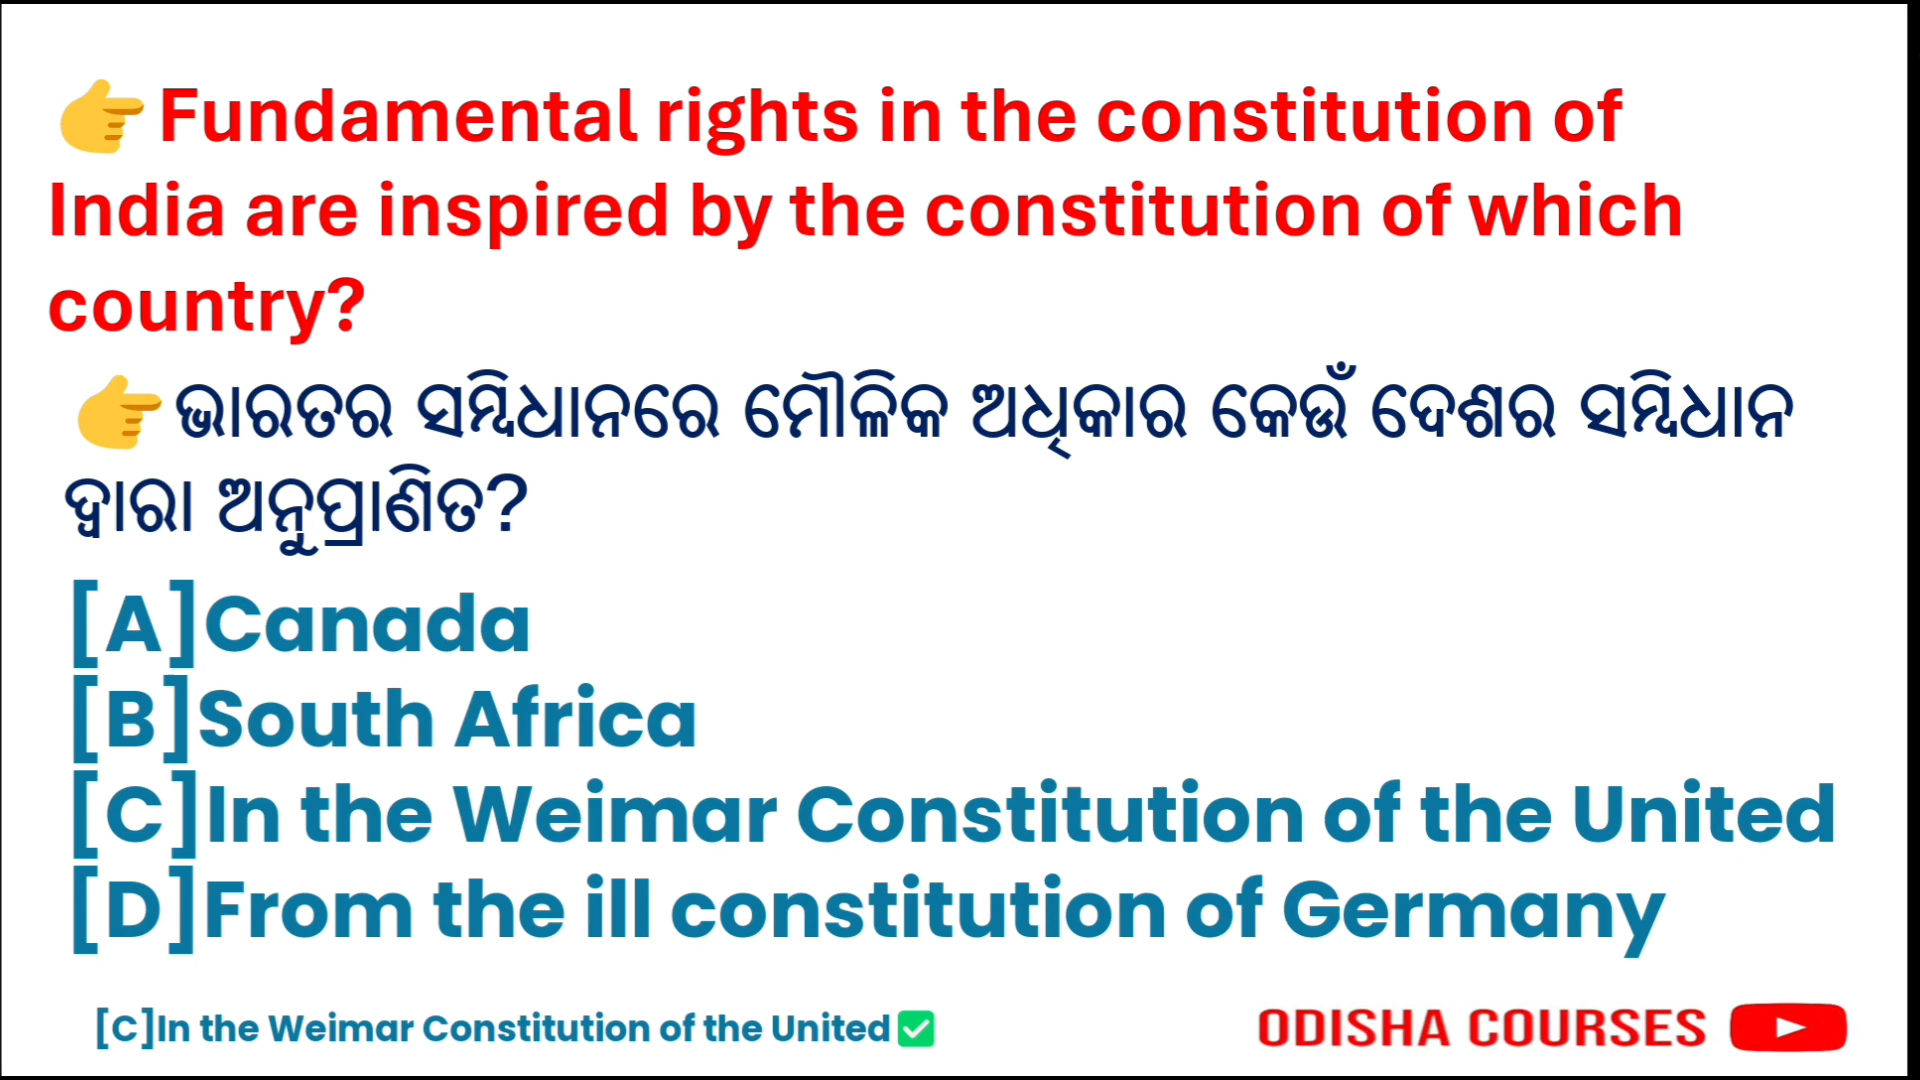 👉Fundamental rights in the constitution of
India are inspired by the constitution of which
country?
👉ଭାରତର ସମ୍ବିଧାନରେ ମୌଳିକ ଅଧିକାର କେଉଁ ଦେଶର ସମ୍ବିଧାନ
ଦ୍ୱାରା ଅନୁପ୍ରାଣିତ?
[A]Canada
[B]South Africa
[C]In the Weimar Constitution of the United
[D]From the ill constitution of Germany
[C]In the Weimar Constitution of the United✅
ODISHA COURSES